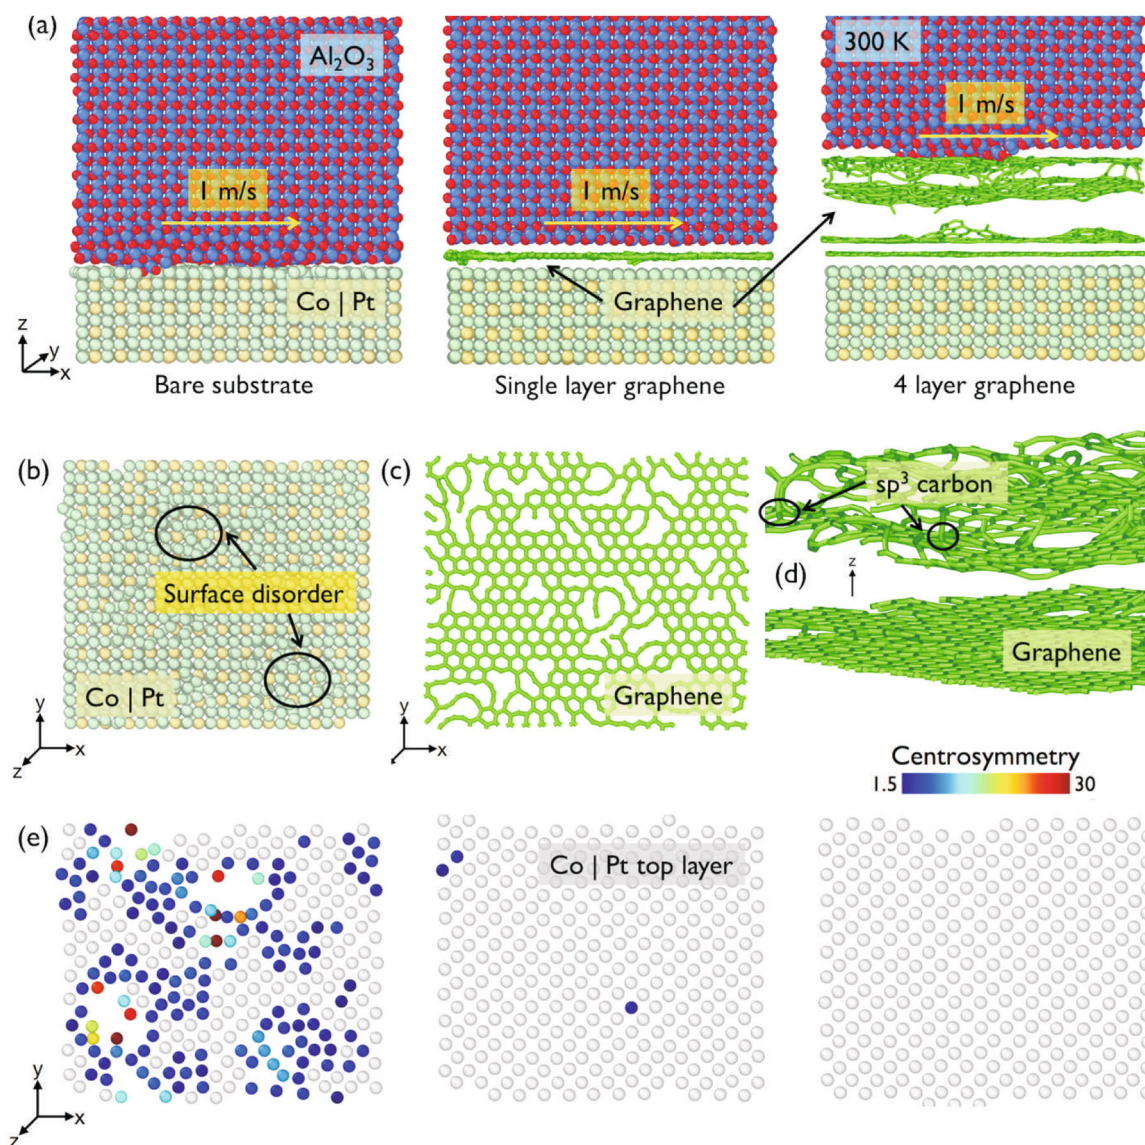 (a)
Al₂O₃
1 m/s
Co | Pt
z
y
x
Bare substrate
1 m/s
Graphene
Single layer graphene
300 K
1 m/s
4 layer graphene
(b)
Surface disorder
Co | Pt
y
x
z
(c)
Graphene
y
x
sp³ carbon
(d)
z
Graphene
Centrosymmetry
1.5 30
(e)
Co | Pt top layer
y
x
z